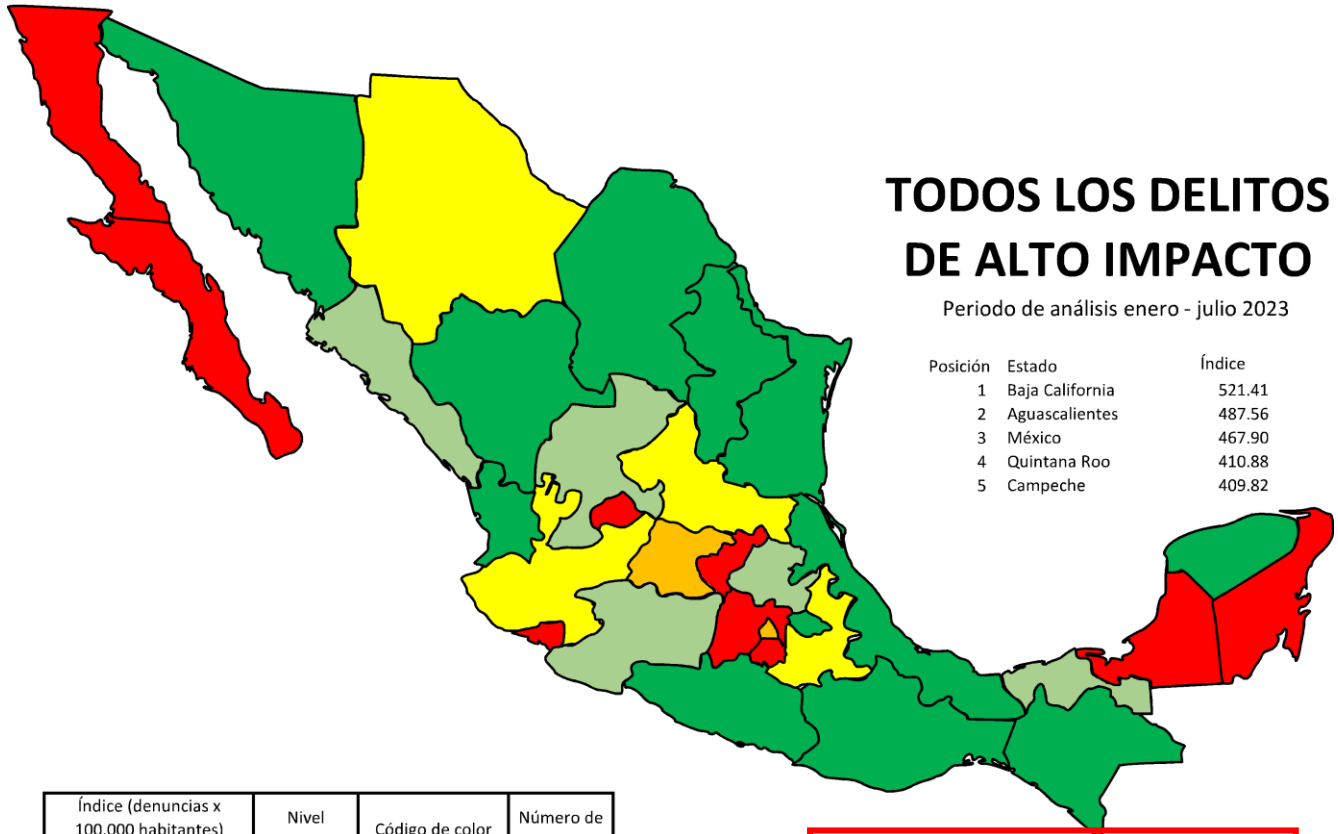 TODOS LOS DELITOS
DE ALTO IMPACTO
Periodo de análisis enero - julio 2023
Posición Estado Índice
1 Baja California 521.41
2 Aguascalientes 487.56
3 México 467.90
4 Quintana Roo 410.88
5 Campeche 409.82
Índice (denuncias x
100,000 habitantes)
Nivel
Código de color
Número de